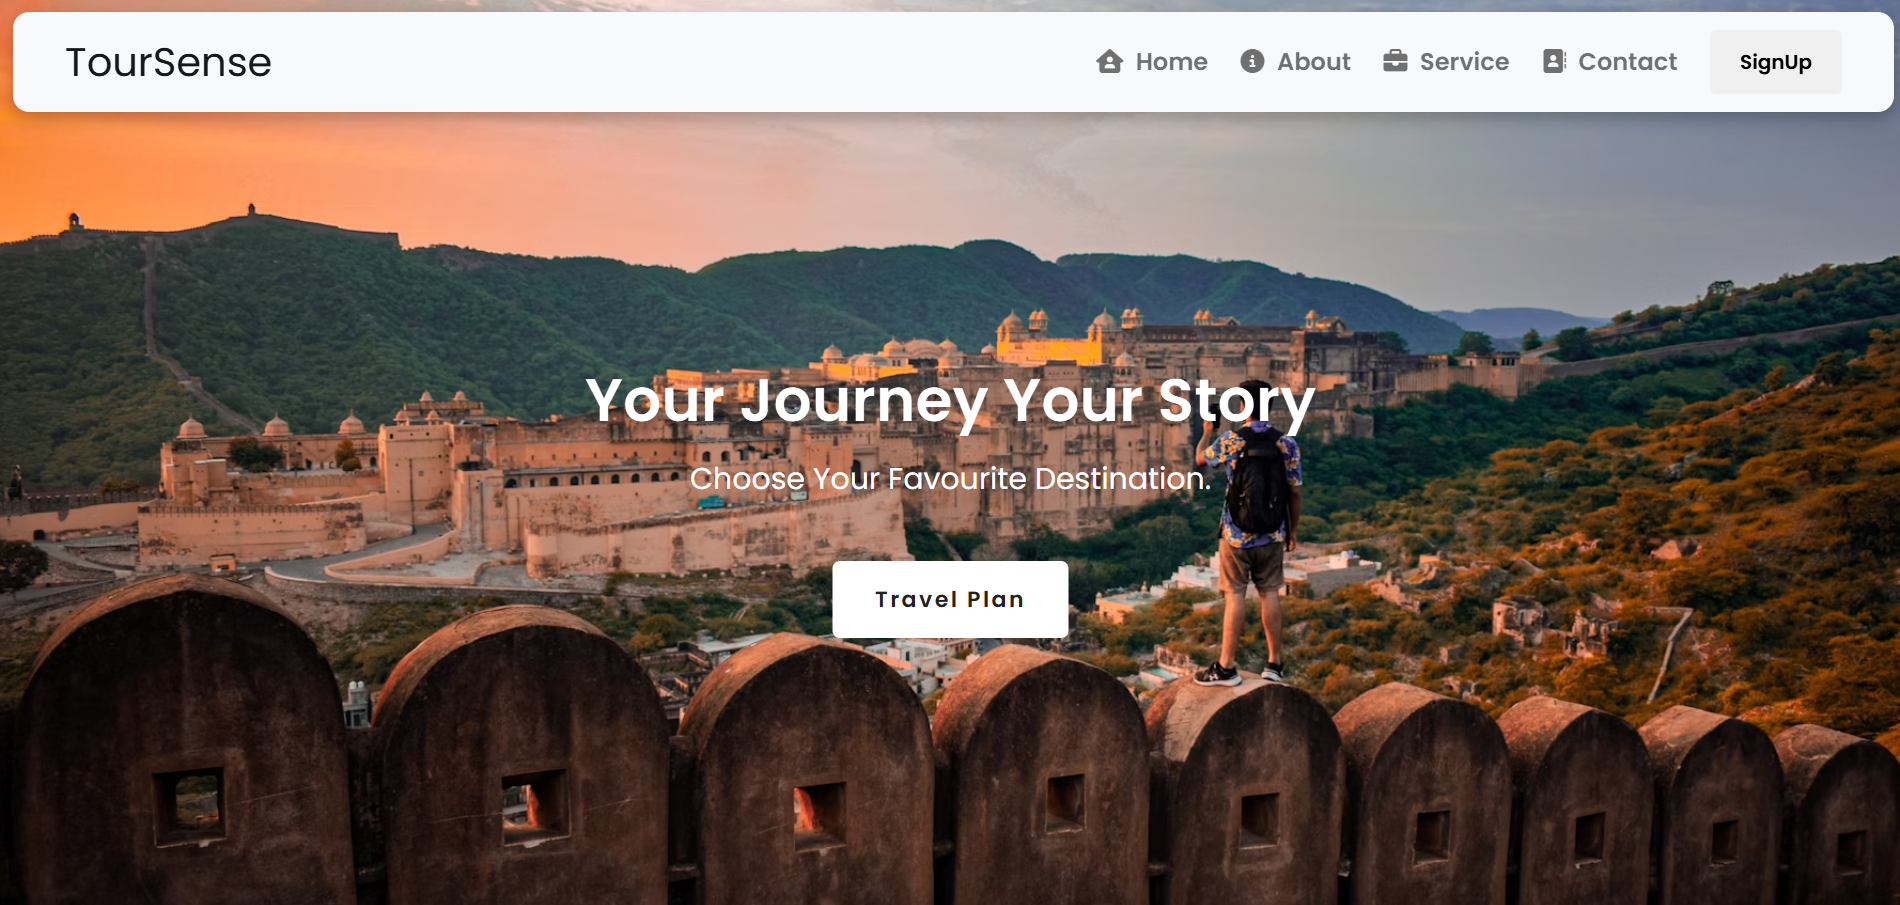 TourSense
Home
About
Service
Contact
SignUp
Your Journey Your Story
Choose Your Favourite Destination.
Travel Plan